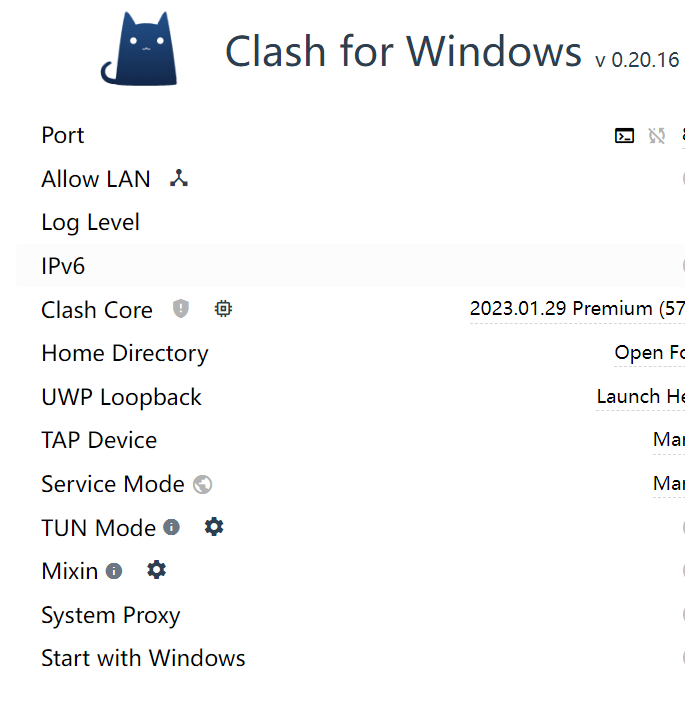 Clash for Windows v 0.20.16
Port
Allow LAN
Log Level
IPv6
Clash Core 2023.01.29 Premium (57
Home Directory Open Fo
UWP Loopback Launch He
TAP Device Mar
Service Mode Mar
TUN Mode
Mixin
System Proxy
Start with Windows